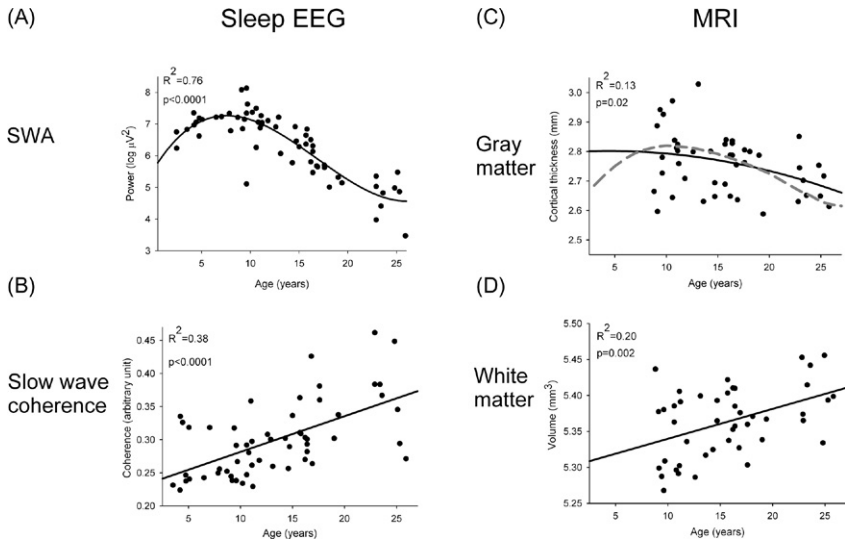 (A)
Sleep EEG
SWA
R²=0.76
p<0.0001
Power (log µV²)
8
7
6
5
4
3
5
10
15
20
25
Age (years)
(B)
Slow wave
coherence
R²=0.38
p<0.0001
Coherence (arbitrary unit)
0.45
0.40
0.35
0.30
0.25
0.20
5
10
15
20
25
Age (years)
(C)
MRI
Gray
matter
R²=0.13
p=0.02
Cortical thickness (mm)
3.0
2.9
2.8
2.7
2.6
2.5
5
10
15
20
25
Age (years)
(D)
White
matter
R²=0.20
p=0.002
Volume (mm³)
5.50
5.45
5.40
5.35
5.30
5.25
5
10
15
20
25
Age (years)